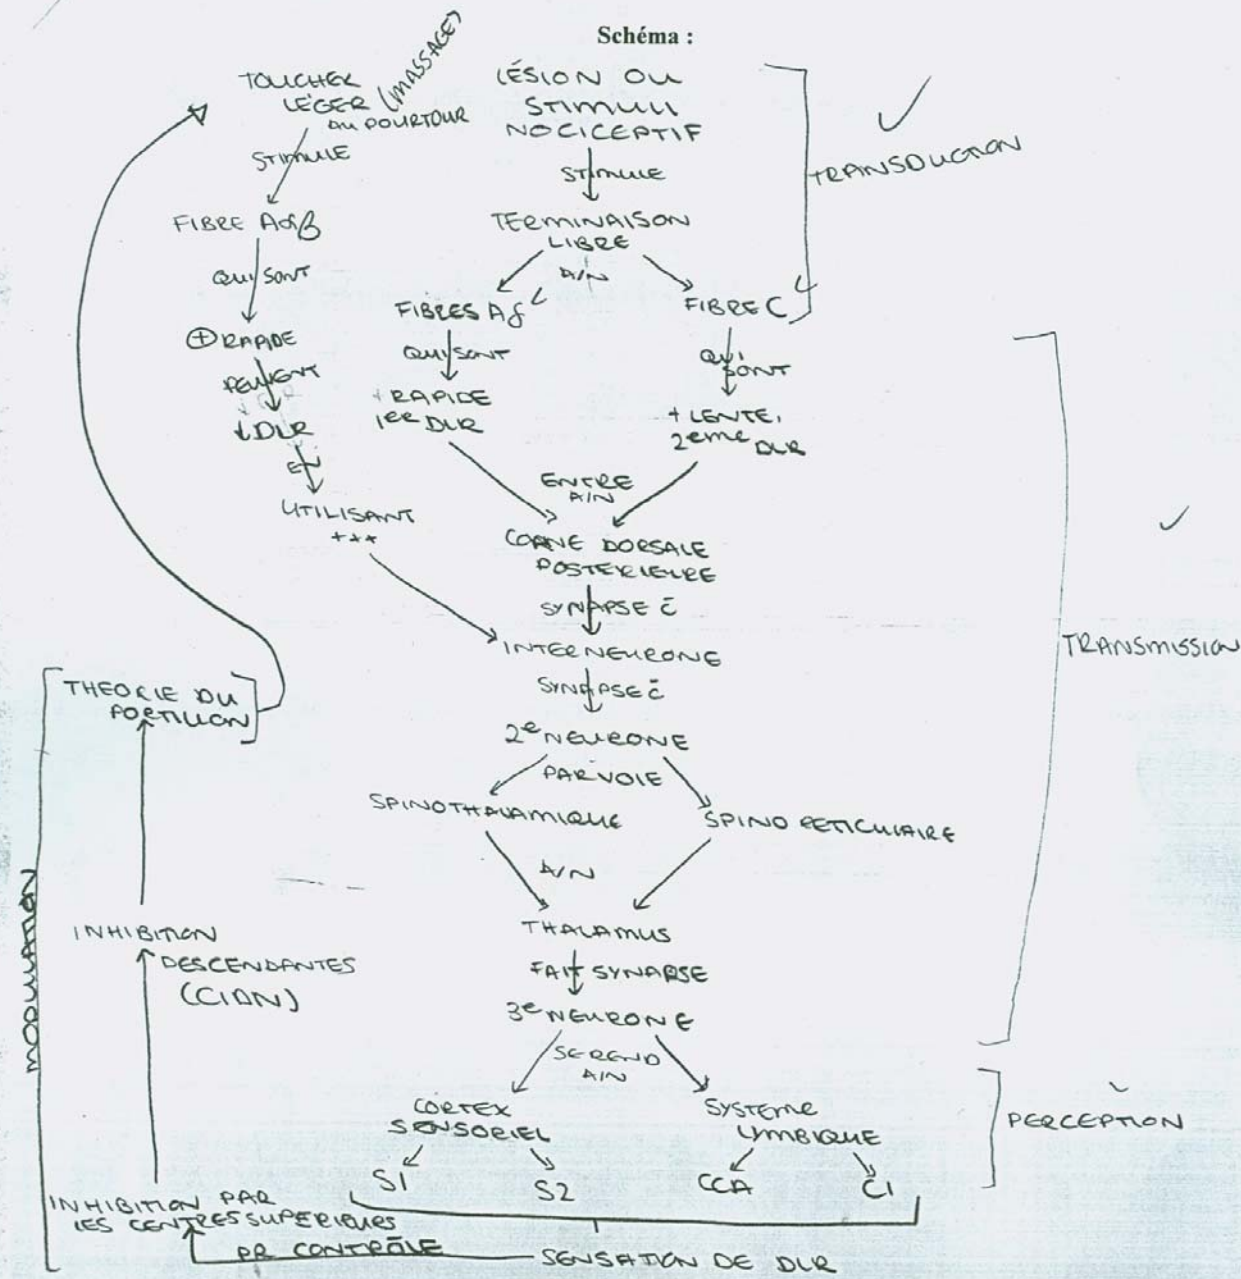 Schéma :
TOUCHER
LÉGER (MASSAGE)
AU POURTOUR
STIMULE
FIBRE
QUI SONT
+ RAPIDE
PEUVENT
↓ DLR
EN
UTILISANT
+++
LÉSION OU
STIMULI
NOCICEPTIF
STIMULE
TERMINAISON
LIBRE
A/N
FIBRES Aδ
FIBRE C
QUI SONT
QUI
SONT
+ RAPIDE
1ère DLR
+ LENTE,
2eme DLR
ENTRE
A/N
CORNE DORSALE
POSTERIEURE
SYNAPSE c̄
INTERNEURONE
SYNAPSE c̄
2e NEURONE
PAR VOIE
SPINOTHALAMIQUE
SPINO RETICULAIRE
A/N
THALAMUS
FAIT SYNAPSE
3e NEURONE
SE REND
A/N
CORTEX
SENSORIEL
SYSTEME
LYMBIQUE
S1
S2
CCA
CI
SENSATION DE DLR
PR CONTRÔLE
INHIBITION PAR
LES CENTRES SUPERIEURS
INHIBITION
DESCENDANTES
(CIDN)
THEORIE DU
PORTILLON
MODULATION
TRANSDUCTION
TRANSMISSION
PERCEPTION